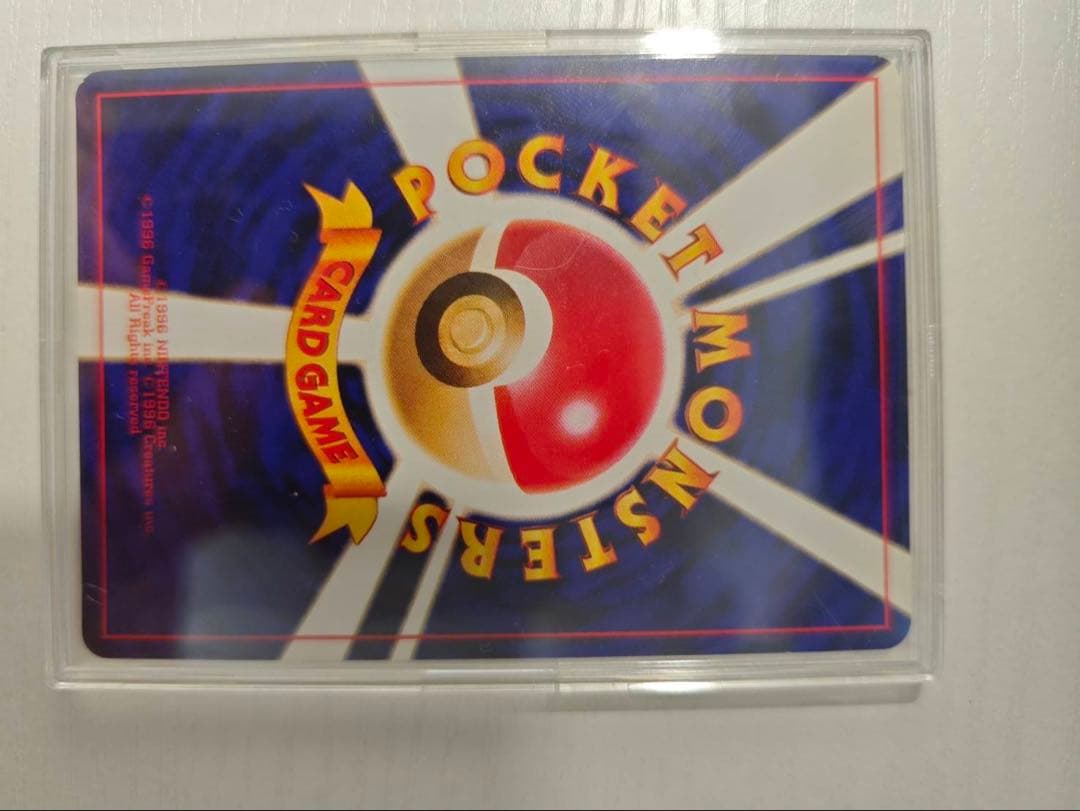 POCKET MONSTERS
CARD GAME
©1996 NINTENDO inc.
©1996 GameFreak inc. © 1996 Creatures inc.
All Rights reserved